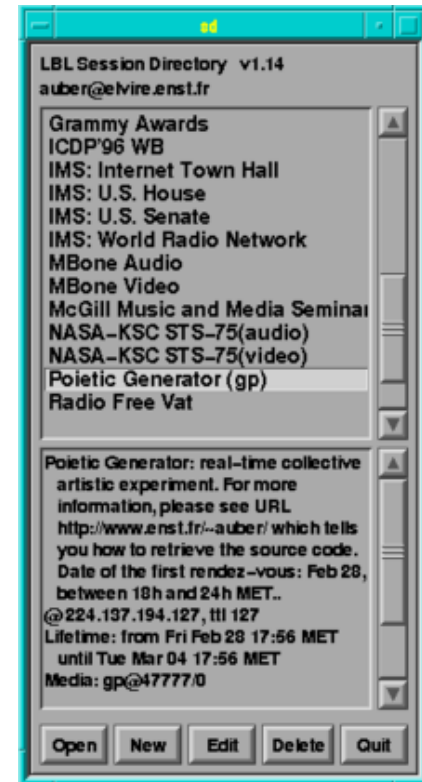 sd
LBL Session Directory v1.14
auber@elvire.enst.fr
Grammy Awards
ICDP'96 WB
IMS: Internet Town Hall
IMS: U.S. House
IMS: U.S. Senate
IMS: World Radio Network
MBone Audio
MBone Video
McGill Music and Media Seminar
NASA-KSC STS-75(audio)
NASA-KSC STS-75(video)
Poietic Generator (gp)
Radio Free Vat
Poietic Generator: real-time collective
artistic experiment. For more
information, please see URL
http://www.enst.fr/~auber/ which tells
you how to retrieve the source code.
Date of the first rendez-vous: Feb 28,
between 18h and 24h MET..
@224.137.194.127, ttl 127
Lifetime: from Fri Feb 28 17:56 MET
until Tue Mar 04 17:56 MET
Media: gp@47777/0
Open New Edit Delete Quit